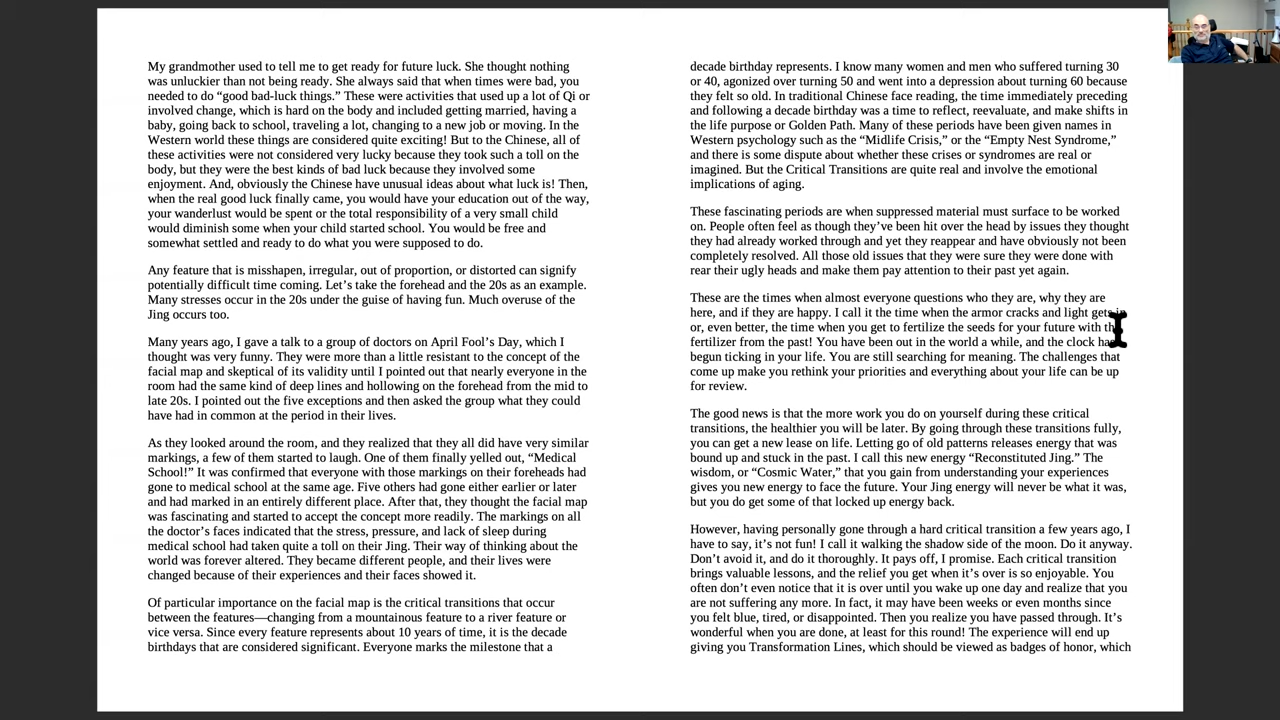 My grandmother used to tell me to get ready for future luck. She thought nothing
was unluckier than not being ready. She always said that when times were bad, you
needed to do “good bad-luck things.” These were activities that used up a lot of Qi or
involved change, which is hard on the body and included getting married, having a
baby, going back to school, traveling a lot, changing to a new job or moving. In the
Western world these things are considered quite exciting! But to the Chinese, all of
these activities were not considered very lucky because they took such a toll on the
body, but they were the best kinds of bad luck because they involved some
enjoyment. And, obviously the Chinese have unusual ideas about what luck is! Then,
when the real good luck finally came, you would have your education out of the way,
your wanderlust would be spent or the total responsibility of a very small child
would diminish some when your child started school. You would be free and
somewhat settled and ready to do what you were supposed to do.
Any feature that is misshapen, irregular, out of proportion, or distorted can signify
potentially difficult time coming. Let’s take the forehead and the 20s as an example.
Many stresses occur in the 20s under the guise of having fun. Much overuse of the
Jing occurs too.
Many years ago, I gave a talk to a group of doctors on April Fool’s Day, which I
thought was very funny. They were more than a little resistant to the concept of the
facial map and skeptical of its validity until I pointed out that nearly everyone in the
room had the same kind of deep lines and hollowing on the forehead from the mid to
late 20s. I pointed out the five exceptions and then asked the group what they could
have had in common at the period in their lives.
As they looked around the room, and they realized that they all did have very similar
markings, a few of them started to laugh. One of them finally yelled out, “Medical
School!” It was confirmed that everyone with those markings on their foreheads had
gone to medical school at the same age. Five others had gone either earlier or later
and had marked in an entirely different place. After that, they thought the facial map
was fascinating and started to accept the concept more readily. The markings on all
the doctor’s faces indicated that the stress, pressure, and lack of sleep during
medical school had taken quite a toll on their Jing. Their way of thinking about the
world was forever altered. They became different people, and their lives were
changed because of their experiences and their faces showed it.
Of particular importance on the facial map is the critical transitions that occur
between the features—changing from a mountainous feature to a river feature or
vice versa. Since every feature represents about 10 years of time, it is the decade
birthdays that are considered significant. Everyone marks the milestone that a
decade birthday represents. I know many women and men who suffered turning 30
or 40, agonized over turning 50 and went into a depression about turning 60 because
they felt so old. In traditional Chinese face reading, the time immediately preceding
and following a decade birthday was a time to reflect, reevaluate, and make shifts in
the life purpose or Golden Path. Many of these periods have been given names in
Western psychology such as the “Midlife Crisis,” or the “Empty Nest Syndrome,”
and there is some dispute about whether these crises or syndromes are real or
imagined. But the Critical Transitions are quite real and involve the emotional
implications of aging.
These fascinating periods are when suppressed material must surface to be worked
on. People often feel as though they’ve been hit over the head by issues they thought
they had already worked through and yet they reappear and have obviously not been
completely resolved. All those old issues that they were sure they were done with
rear their ugly heads and make them pay attention to their past yet again.
These are the times when almost everyone questions who they are, why they are
here, and if they are happy. I call it the time when the armor cracks and light gets in
or, even better, the time when you get to fertilize the seeds for your future with the
fertilizer from the past! You have been out in the world a while, and the clock has
begun ticking in your life. You are still searching for meaning. The challenges that
come up make you rethink your priorities and everything about your life can be up
for review.
The good news is that the more work you do on yourself during these critical
transitions, the healthier you will be later. By going through these transitions fully,
you can get a new lease on life. Letting go of old patterns releases energy that was
bound up and stuck in the past. I call this new energy “Reconstituted Jing.” The
wisdom, or “Cosmic Water,” that you gain from understanding your experiences
gives you new energy to face the future. Your Jing energy will never be what it was,
but you do get some of that locked up energy back.
However, having personally gone through a hard critical transition a few years ago, I
have to say, it’s not fun! I call it walking the shadow side of the moon. Do it anyway.
Don’t avoid it, and do it thoroughly. It pays off, I promise. Each critical transition
brings valuable lessons, and the relief you get when it’s over is so enjoyable. You
often don’t even notice that it is over until you wake up one day and realize that you
are not suffering any more. In fact, it may have been weeks or even months since
you felt blue, tired, or disappointed. Then you realize you have passed through. It’s
wonderful when you are done, at least for this round! The experience will end up
giving you Transformation Lines, which should be viewed as badges of honor, which